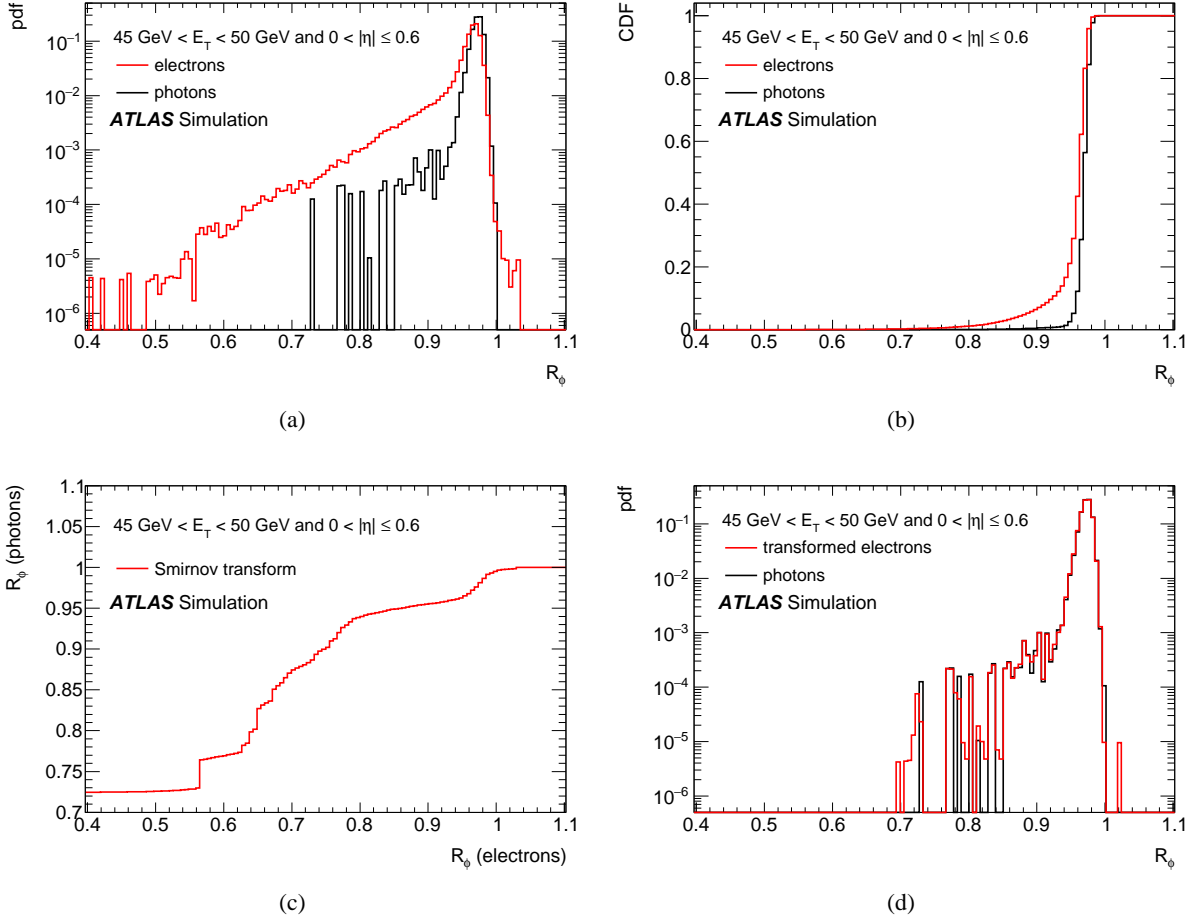 pdf
10⁻¹
10⁻²
10⁻³
10⁻⁴
10⁻⁵
10⁻⁶
45 GeV < E_T < 50 GeV and 0 < |η| ≤ 0.6
electrons
photons
ATLAS Simulation
0.4 0.5 0.6 0.7 0.8 0.9 1 1.1
R_ϕ
(a)
CDF
1
0.8
0.6
0.4
0.2
0
45 GeV < E_T < 50 GeV and 0 < |η| ≤ 0.6
electrons
photons
ATLAS Simulation
0.4 0.5 0.6 0.7 0.8 0.9 1 1.1
R_ϕ
(b)
R_ϕ (photons)
1.1
1.05
1
0.95
0.9
0.85
0.8
0.75
0.7
45 GeV < E_T < 50 GeV and 0 < |η| ≤ 0.6
Smirnov transform
ATLAS Simulation
0.4 0.5 0.6 0.7 0.8 0.9 1 1.1
R_ϕ (electrons)
(c)
pdf
10⁻¹
10⁻²
10⁻³
10⁻⁴
10⁻⁵
10⁻⁶
45 GeV < E_T < 50 GeV and 0 < |η| ≤ 0.6
transformed electrons
photons
ATLAS Simulation
0.4 0.5 0.6 0.7 0.8 0.9 1 1.1
R_ϕ
(d)